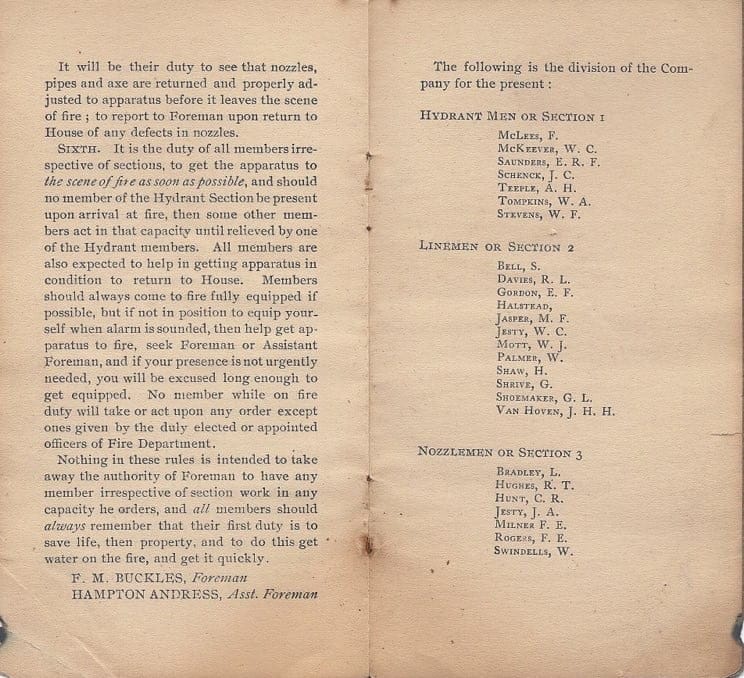 It will be their duty to see that nozzles,
pipes and axe are returned and properly ad-
justed to apparatus before it leaves the scene
of fire ; to report to Foreman upon return to
House of any defects in nozzles.
SIXTH. It is the duty of all members irre-
spective of sections, to get the apparatus to
the scene of fire as soon as possible, and should
no member of the Hydrant Section be present
upon arrival at fire, then some other mem-
bers act in that capacity until relieved by one
of the Hydrant members. All members are
also expected to help in getting apparatus in
condition to return to House. Members
should always come to fire fully equipped if
possible, but if not in position to equip your-
self when alarm is sounded, then help get ap-
paratus to fire, seek Foreman or Assistant
Foreman, and if your presence is not urgently
needed, you will be excused long enough to
get equipped. No member while on fire
duty will take or act upon any order except
ones given by the duly elected or appointed
officers of Fire Department.
Nothing in these rules is intended to take
away the authority of Foreman to have any
member irrespective of section work in any
capacity he orders, and all members should
always remember that their first duty is to
save life, then property, and to do this get
water on the fire, and get it quickly.
F. M. BUCKLES, Foreman
HAMPTON ANDRESS, Asst. Foreman
The following is the division of the Com-
pany for the present :
HYDRANT MEN OR SECTION 1
McLEES, F.
McKEEVER, W. C.
SAUNDERS, E. R. F.
SCHENCK, J. C.
TEEPLE, A. H.
TOMPKINS, W. A.
STEVENS, W. F.
LINEMEN OR SECTION 2
BELL, S.
DAVIES, R. L.
GORDON, E. F.
HALSTEAD,
JASPER, M. F.
JESTY, W. C.
MOTT, W. J.
PALMER, W.
SHAW, H.
SHRIVE, G.
SHOEMAKER, G. L.
VAN HOVEN, J. H. H.
NOZZLEMEN OR SECTION 3
BRADLEY, L.
HUGHES, R. T.
HUNT, C. R.
JESTY, J. A.
MILNER F. E.
ROGERS, F. E.
SWINDELLS, W.